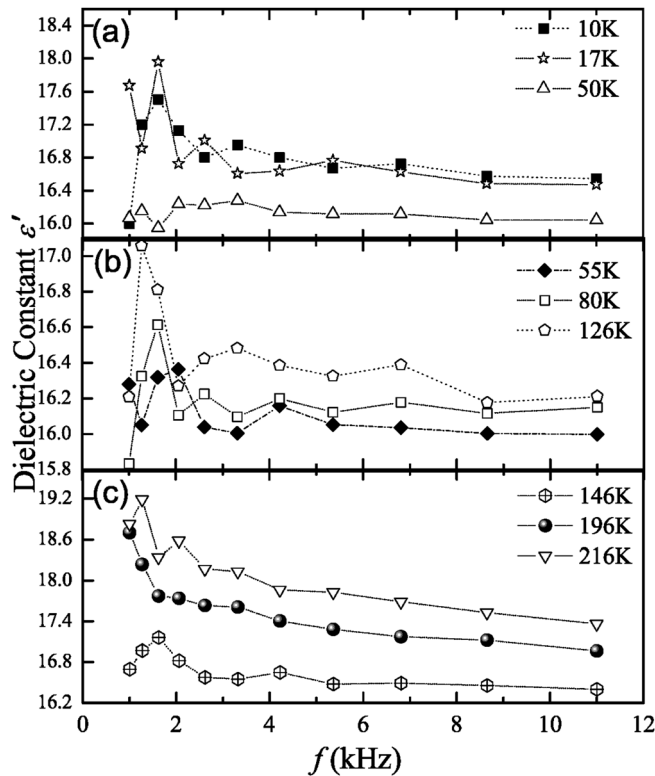 (a)
10K
17K
50K
18.4
18.0
17.6
17.2
16.8
16.4
16.0
(b)
55K
80K
126K
17.0
16.8
16.6
16.4
16.2
16.0
15.8
(c)
146K
196K
216K
19.2
18.6
18.0
17.4
16.8
16.2
0 2 4 6 8 10 12
f (kHz)
Dielectric Constant ε′